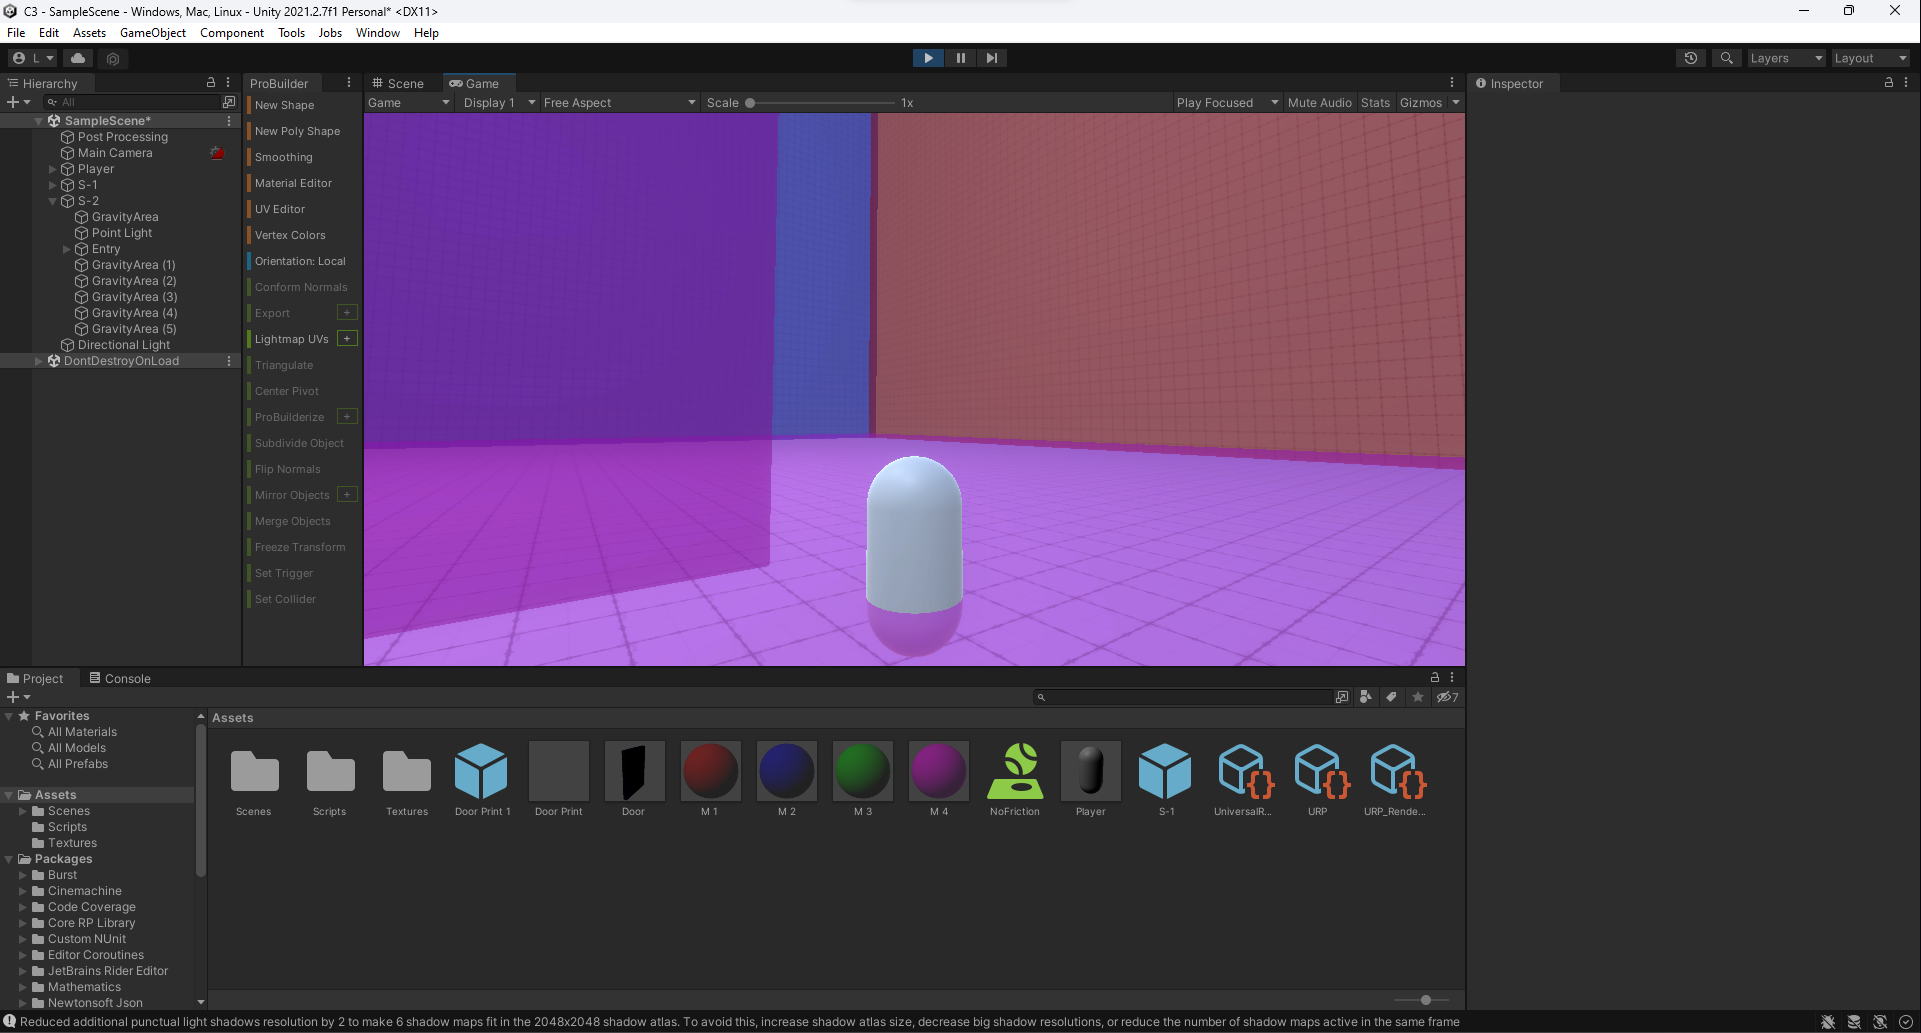 C3 - SampleScene - Windows, Mac, Linux - Unity 2021.2.7f1 Personal* <DX11>
File Edit Assets GameObject Component Tools Jobs Window Help
L Layers Layout
Hierarchy
All
SampleScene*
Post Processing
Main Camera
Player
S-1
S-2
GravityArea
Point Light
Entry
GravityArea (1)
GravityArea (2)
GravityArea (3)
GravityArea (4)
GravityArea (5)
Directional Light
DontDestroyOnLoad
ProBuilder
New Shape
New Poly Shape
Smoothing
Material Editor
UV Editor
Vertex Colors
Orientation: Local
Conform Normals
Export +
Lightmap UVs +
Triangulate
Center Pivot
ProBuilderize +
Subdivide Object
Flip Normals
Mirror Objects +
Merge Objects
Freeze Transform
Set Trigger
Set Collider
Scene Game
Game Display 1 Free Aspect Scale 1x Play Focused Mute Audio Stats Gizmos
Inspector
Project Console
7
Favorites
All Materials
All Models
All Prefabs
Assets
Scenes
Scripts
Textures
Packages
Burst
Cinemachine
Code Coverage
Core RP Library
Custom NUnit
Editor Coroutines
JetBrains Rider Editor
Mathematics
Newtonsoft Json
Assets
Scenes Scripts Textures Door Print 1 Door Print Door M 1 M 2 M 3 M 4 NoFriction Player S-1 UniversalR... URP URP_Rende...
Reduced additional punctual light shadows resolution by 2 to make 6 shadow maps fit in the 2048x2048 shadow atlas. To avoid this, increase shadow atlas size, decrease big shadow resolutions, or reduce the number of shadow maps active in the same frame